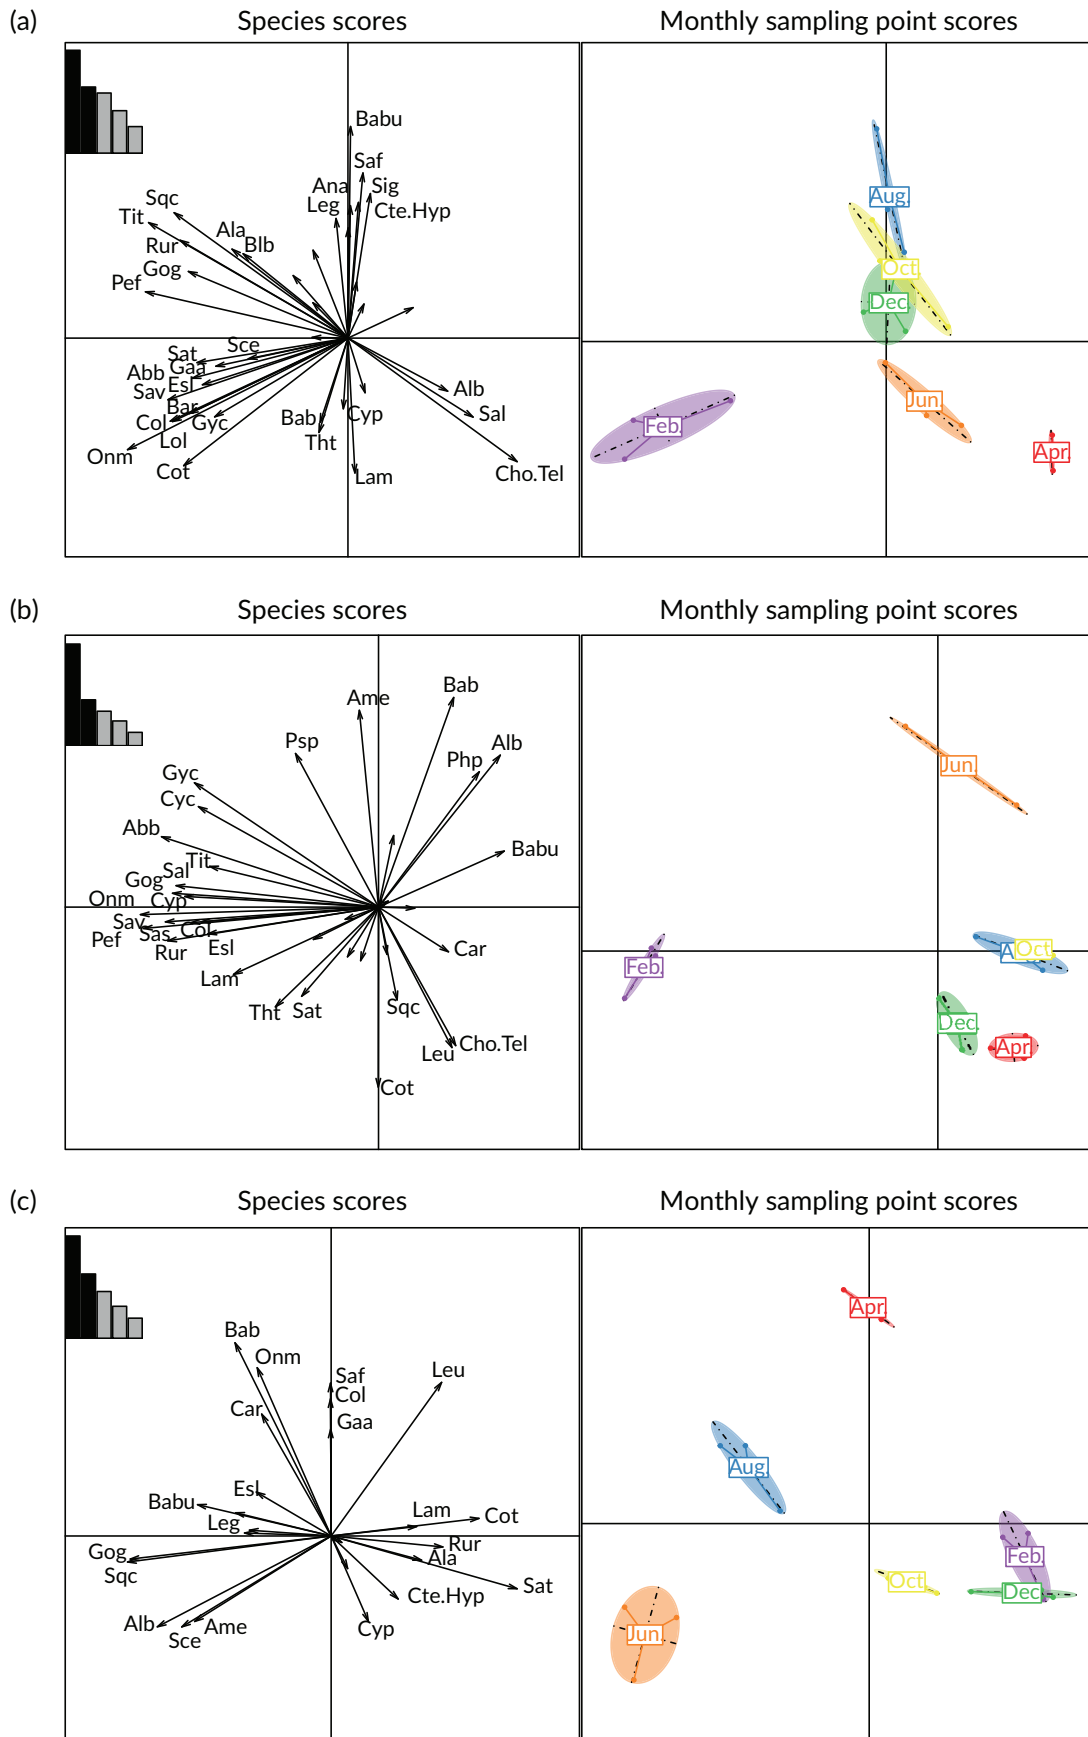 (a) Species scores Monthly sampling point scores
Babu
Saf
Ana Sig
Leg Cte.Hyp
Sqc
Tit
Ala
Rur Blb
Gog
Pef
Sat Sce
Abb Gaa
Sav Esl
Bar
Col Gyc
Lol
Onm
Cot
Bab Cyp
Tht
Lam
Alb
Sal
Cho.Tel
Aug.
Oct.
Dec.
Jun.
Feb.
Apr.
(b) Species scores Monthly sampling point scores
Ame Bab
Psp Alb
Php
Gyc
Cyc
Abb
Babu
Tit
Sal
Gog
Onm Cyp
Sav
Pef Sas Col
Rur Esl
Car
Lam
Tht Sat Sqc
Leu Cho.Tel
Cot
Jun.
Feb.
A Oct.
Dec.
Apr.
(c) Species scores Monthly sampling point scores
Bab
Onm
Saf Leu
Col
Car Gaa
Esl
Babu
Leg Lam Cot
Gog Rur
Sqc Ala
Sat
Cte.Hyp
Alb Ame Cyp
Sce
Apr.
Aug.
Feb.
Oct. Dec.
Jun.